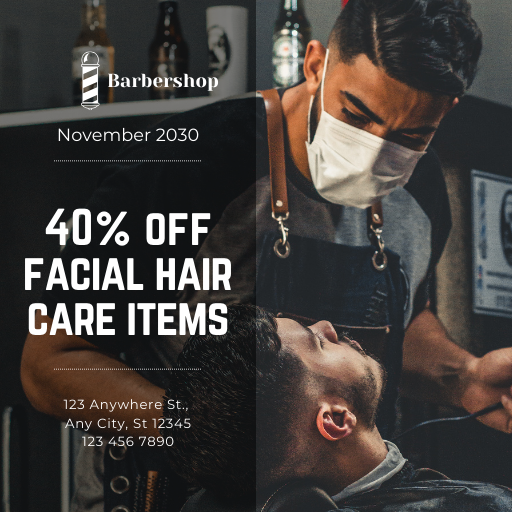 Barbershop
November 2030
40% OFF
FACIAL HAIR
CARE ITEMS
123 Anywhere St.,
Any City, St 12345
123 456 7890